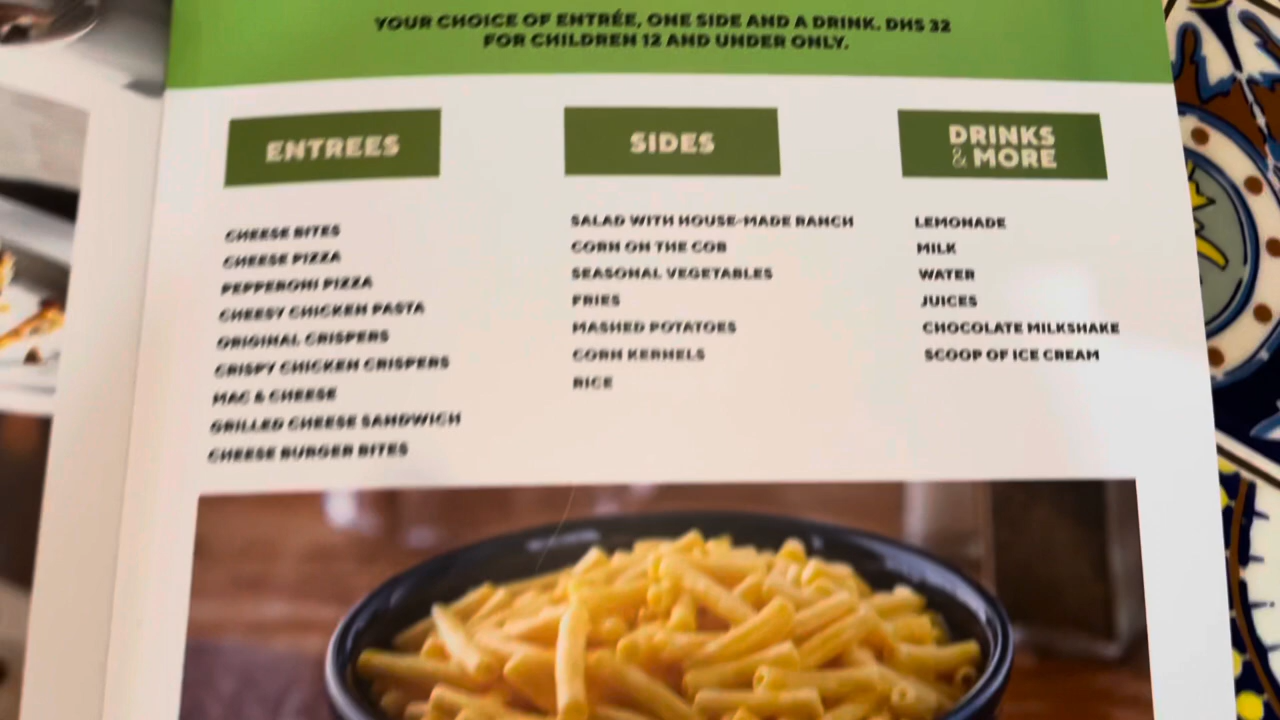 YOUR CHOICE OF ENTRÉE, ONE SIDE AND A DRINK. DHS 32
FOR CHILDREN 12 AND UNDER ONLY.
ENTREES
CHEESE BITES
CHEESE PIZZA
PEPPERONI PIZZA
CHEESY CHICKEN PASTA
ORIGINAL CRISPERS
CRISPY CHICKEN CRISPERS
MAC & CHEESE
GRILLED CHEESE SANDWICH
CHEESE BURGER BITES
SIDES
SALAD WITH HOUSE-MADE RANCH
CORN ON THE COB
SEASONAL VEGETABLES
FRIES
MASHED POTATOES
CORN KERNELS
RICE
DRINKS
& MORE
LEMONADE
MILK
WATER
JUICES
CHOCOLATE MILKSHAKE
SCOOP OF ICE CREAM